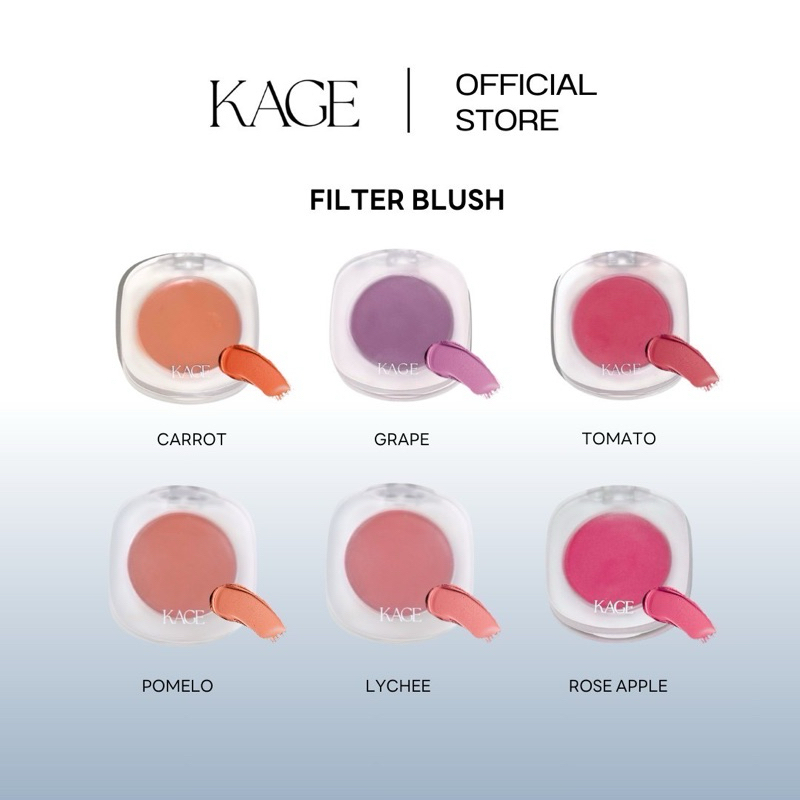 KAGE
OFFICIAL
STORE
FILTER BLUSH
KAGE
KAGE
KAGE
CARROT
GRAPE
TOMATO
KAGE
KAGE
KAGE
POMELO
LYCHEE
ROSE APPLE